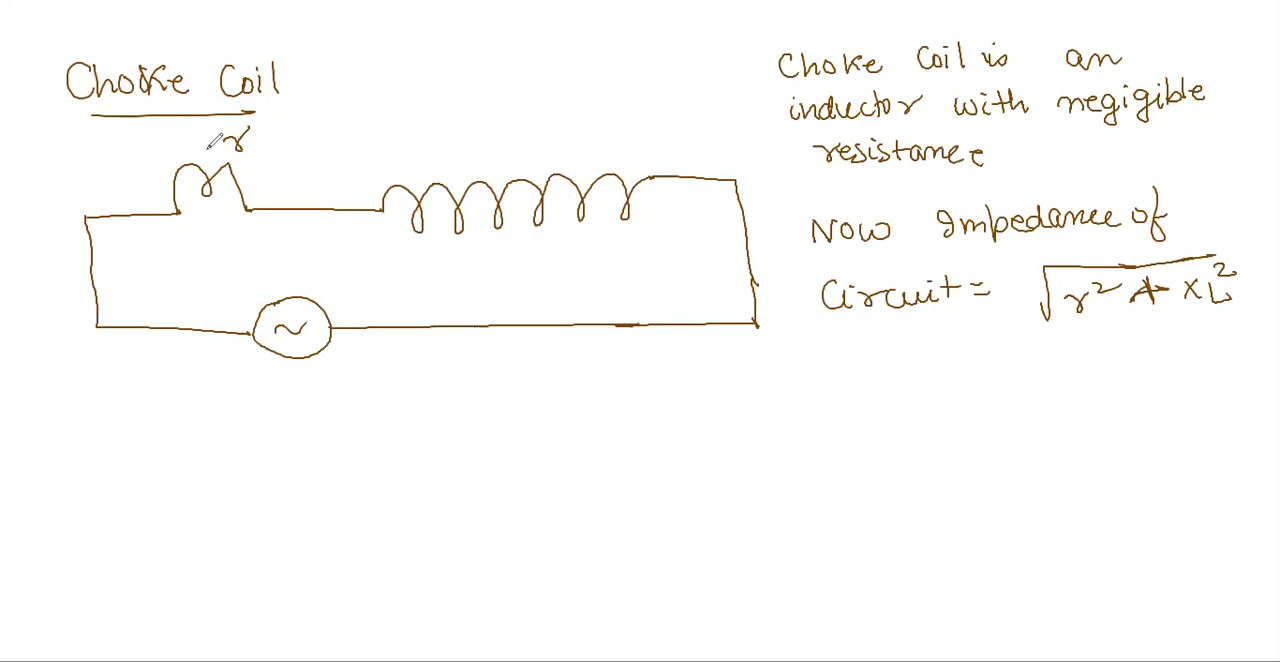 Choke Coil
r
~
Choke Coil is an
inductor with negigible
resistance
Now Impedance of
Circuit = √r² + XL²